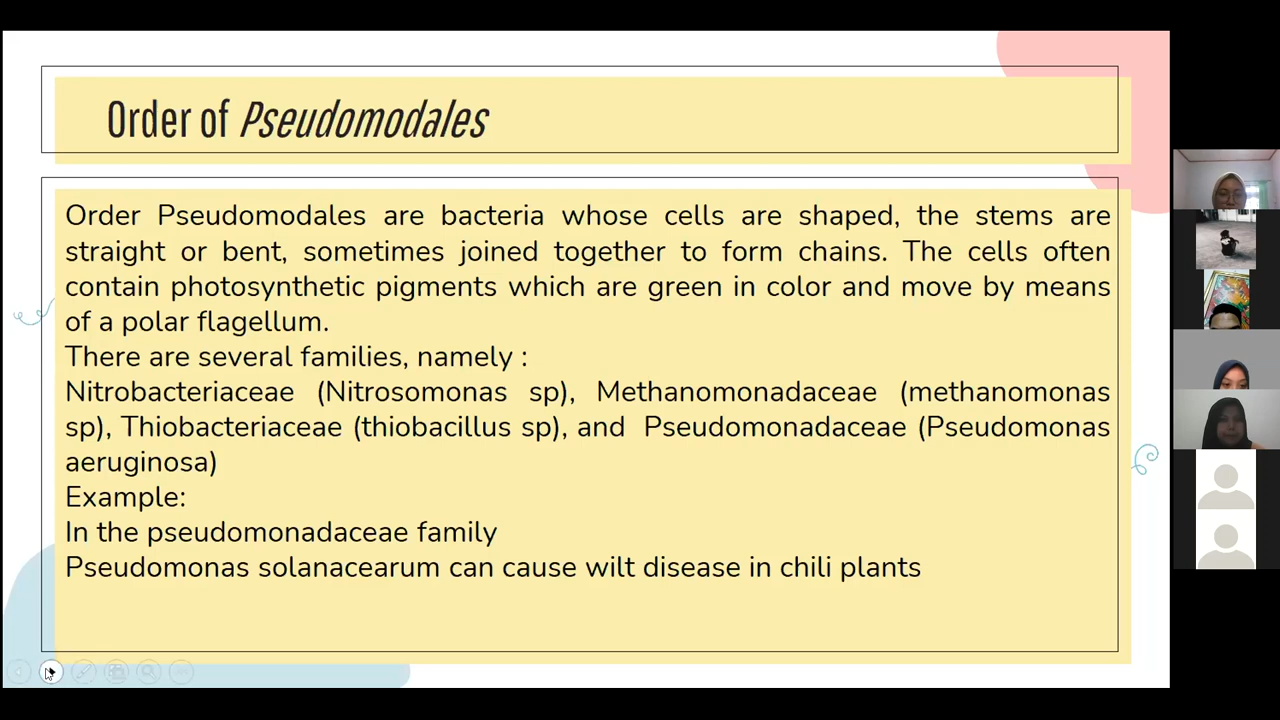 Order of Pseudomodales
Order Pseudomodales are bacteria whose cells are shaped, the stems are
straight or bent, sometimes joined together to form chains. The cells often
contain photosynthetic pigments which are green in color and move by means
of a polar flagellum.
There are several families, namely :
Nitrobacteriaceae (Nitrosomonas sp), Methanomonadaceae (methanomonas
sp), Thiobacteriaceae (thiobacillus sp), and Pseudomonadaceae (Pseudomonas
aeruginosa)
Example:
In the pseudomonadaceae family
Pseudomonas solanacearum can cause wilt disease in chili plants